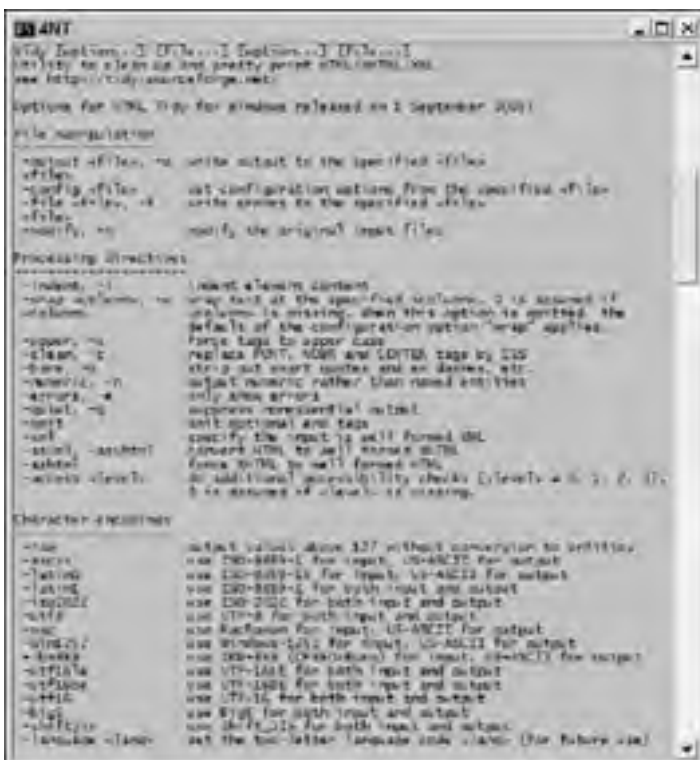 4NT
Tidy [option...] [file...] [option...] [file...]
Utility to clean up and pretty print HTML/XHTML/XML
see http://tidy.sourceforge.net/
Options for HTML Tidy for Windows released on 1 September
File manipulation
-output <file>, -o write output to the specified <file>
<file>
-config <file> set configuration options from the specified <file>
-file <file>, -f write errors to the specified <file>
<file>
-modify, -m modify the original input files
Processing Directives
-indent, -i indent element content
-wrap <column>, -w wrap text at the specified <column>. 0 is assumed if
<column> <column> is missing. When this option is omitted, the
default of the configuration option "wrap" applies.
-upper, -u force tags to upper case
-clean, -c replace FONT, NOBR and CENTER tags by CSS
-bare, -b strip out smart quotes and em dashes, etc.
-numeric, -n output numeric rather than named entities
-errors, -e only show errors
-quiet, -q suppress nonessential output
-omit omit optional end tags
-xml specify the input is well formed XML
-asxml, -asxhtml convert HTML to well formed XHTML
-ashtml force XHTML to well formed HTML
-access <level> do additional accessibility checks (<level> = 0, 1, 2, 3).
0 is assumed if <level> is missing.
Character encodings
-raw output values above 127 without conversion to entities
-ascii use ISO-8859-1 for input, US-ASCII for output
-latin0 use for input, US-ASCII for output
-latin1 use ISO-8859-1 for both input and output
-iso2022 use ISO-2022 for both input and output
-utf8 use UTF-8 for both input and output
-mac use MacRoman for input, US-ASCII for output
-win1252 use Windows-1252 for input, US-ASCII for output
-ibm858 use for input, US-ASCII for output
-utf16le use UTF-16LE for both input and output
-utf16be use UTF-16BE for both input and output
-utf16 use UTF-16 for both input and output
-big5 use Big5 for both input and output
-shiftjis use Shift_JIS for both input and output
-language <lang> set the two-letter language code <lang> (for future use)